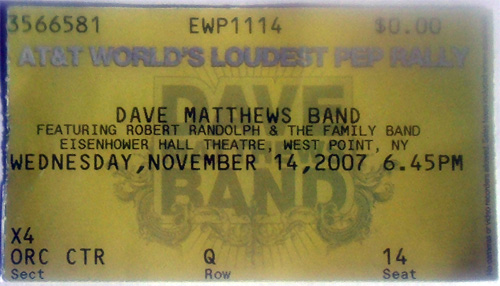 3566581 EWP1114 $0.00
AT&T WORLD'S LOUDEST PEP RALLY
DAVE MATTHEWS BAND
FEATURING ROBERT RANDOLPH & THE FAMILY BAND
EISENHOWER HALL THEATRE, WEST POINT, NY
WEDNESDAY,NOVEMBER 14,2007 6.45PM
DAVE
BAND
X4
ORC CTR Q 14
Sect Row Seat